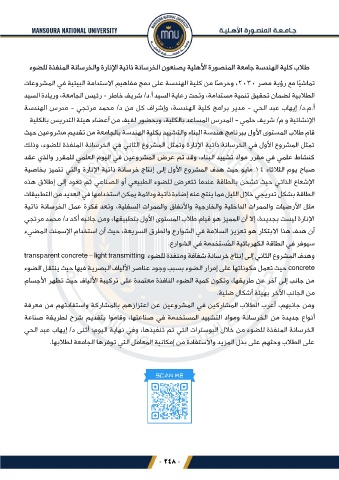 MANSOURA NATIONAL UNIVERSITY
جـامـعـة المنصـورة الأهـلـيـة
طلاب كلية الهندسة جامعة المنصورة الأهلية يصنعون الخرسانة ذاتية الإنارة والخرسانة المنفذة للضوء
تماشيًا مع رؤية مصر ٢٠٣٠، وحرصًا من كلية الهندسة على دمج مفاهيم الاستدامة البيئية في المشروعات
الطلابية لضمان تحقيق تنمية مستدامة، وتحت رعاية السيد أ.د/ شريف خاطر - رئيس الجامعة، وريادة السيد
أ.م.د/ إيهاب عبد الحي - مدير برامج كلية الهندسة، وإشراف كل من د/ محمد مرتجي - مدرس الهندسة
الإنشائية و م/ شريف حلمي - المدرس المساعد بالكلية، وبحضور لفيف من أعضاء هيئة التدريس بالكلية
قام طلاب المستوى الأول ببرنامج هندسة البناء والتشييد بكلية الهندسة بالجامعة من تقديم مشروعين حيث
تمثل المشروع الأول في الخرسانة ذاتية الإنارة وتمثل المشروع الثاني في الخرسانة المنفذة للضوء، وذلك
كنشاط علمي في مقرر مواد تشييد البناء، وقد تم عرض المشروعين في اليوم العلمي للمقرر والذي عقد
صباح يوم الثلاثاء ١٤ مايو حيث هدف المشروع الأول إلى إنتاج خرسانة ذاتية الإنارة والتي تتميز بخاصية
الإشعاع الذاتي حيث تشحن بالطاقة عندما تتعرض للضوء الطبيعي أو الصناعي ثم تعود إلى إطلاق هذه
الطاقة بشكل تدريجي خلال الليل مما ينتج عنه إضاءة ذاتية ودائمة يمكن استخدامها في العديد من التطبيقات
مثل الأرضيات والممرات الداخلية والخارجية والأنفاق والممرات السفلية، وتعد فكرة عمل الخرسانة ذاتية
الإنارة ليست بجديدة، إلا أن المميز هو قيام طلاب المستوى الأول بتطبيقها، ومن جانبه أكد د/ محمد مرتجي
أن هدف هذا الابتكار هو تعزيز السلامة في الشوارع والطرق السريعة، حيث أن استخدام الإسمنت المضيء
سيوفر في الطاقة الكهربائية المُستخدمة في الشوارع.
وهدف المشروع الثاني إلى إنتاج خرسانة شفافة ومنفذة للضوء transparent concrete – light transmitting
concrete حيث تعمل مكوناتها على إمرار الضوء بسبب وجود عناصر الألياف البصرية فيها حيث ينتقل الضوء
من جانب إلى آخر عن طريقها، وتكون كمية الضوء النافذة معتمدة على تركيبة الألياف حيث تظهر الأجسام
من الجانب الآخر بهيئة أشكال ضلية.
ومن جانبهم، أعرب الطلاب المشاركين في المشروعين عن اعتزازهم بالمشاركة واستفادتهم من معرفة
أنواع جديدة من الخرسانة ومواد التشييد المستخدمة في صناعتها، وقاموا بتقديم شرح لطريقة صناعة
الخرسانة المنفذة للضوء من خلال البوسترات التي تم تنفيذها، وفي نهاية اليوم؛ أثنى د/ إيهاب عبد الحي
على الطلاب وحثهم على بذل المزيد والاستفادة من إمكانية المعامل التي توفرها الجامعة لطلابها.
SCAN ME
- ٢٤٨ -